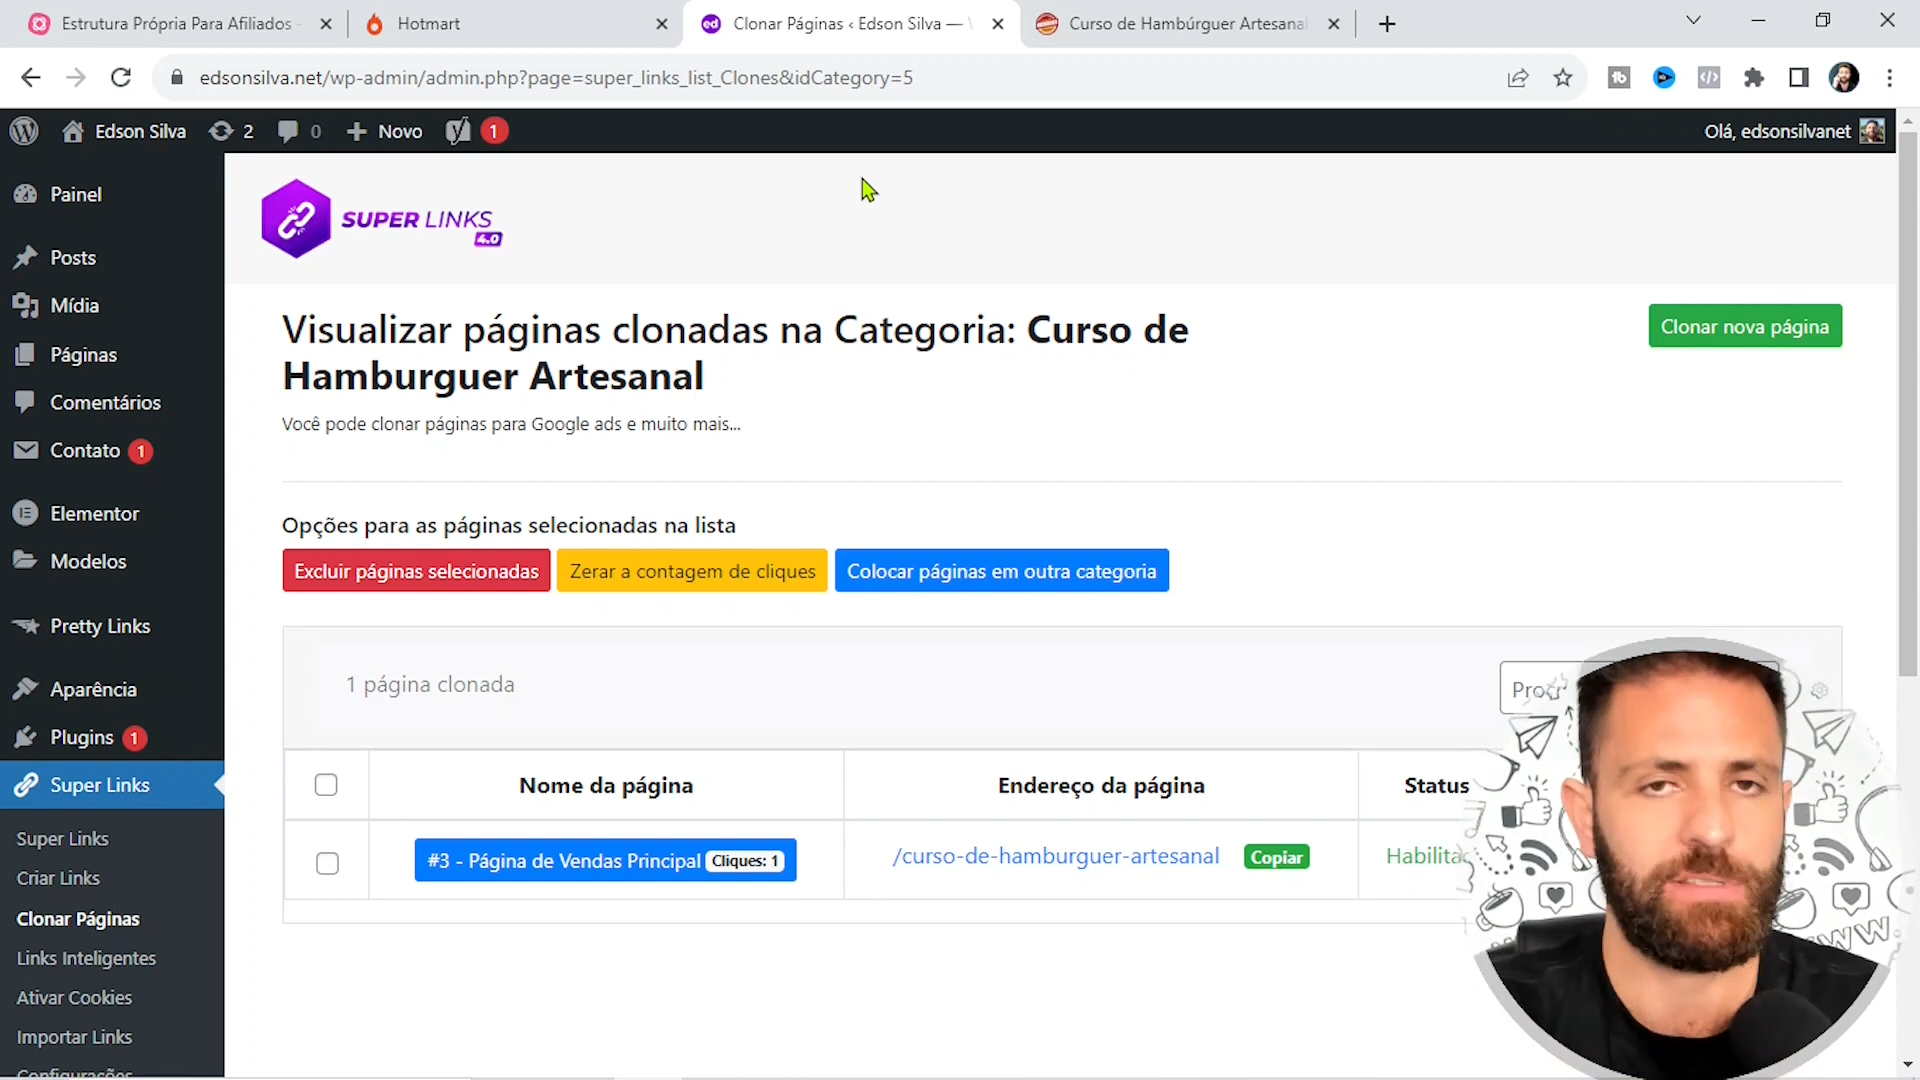 Estrutura Própria Para Afiliados -
Hotmart
Clonar Páginas ‹ Edson Silva —
Curso de Hambúrguer Artesanal
edsonsilva.net/wp-admin/admin.php?page=super_links_list_Clones&idCategory=5
Edson Silva
2
0
Novo
1
Olá, edsonsilvanet
Painel
Posts
Mídia
Páginas
Comentários
Contato 1
Elementor
Modelos
Pretty Links
Aparência
Plugins 1
Super Links
Super Links
Criar Links
Clonar Páginas
Links Inteligentes
Ativar Cookies
Importar Links
Configurações
SUPER LINKS
4.0
Visualizar páginas clonadas na Categoria: Curso de
Hamburguer Artesanal
Clonar nova página
Você pode clonar páginas para Google ads e muito mais...
Opções para as páginas selecionadas na lista
Excluir páginas selecionadas
Zerar a contagem de cliques
Colocar páginas em outra categoria
1 página clonada
Nome da página
Endereço da página
Status
#3 - Página de Vendas Principal Cliques: 1
/curso-de-hamburguer-artesanal
Copiar